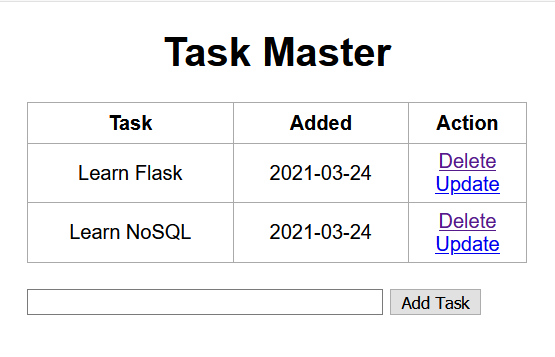 Task Master
Task Added Action
Learn Flask 2021-03-24 Delete
Update
Learn NoSQL 2021-03-24 Delete
Update
Add Task